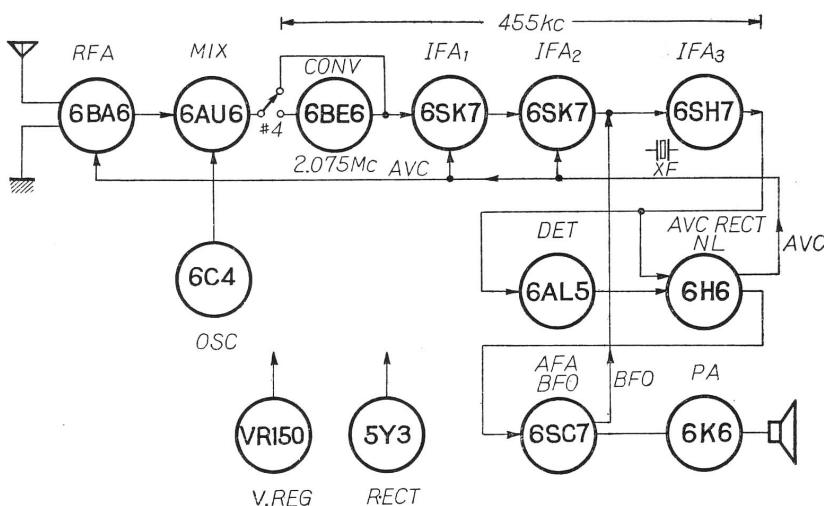 455kc
RFA
MIX
CONV
IFA1
IFA2
IFA3
6BA6
6AU6
6BE6
6SK7
6SK7
6SH7
#4
2.075Mc
AVC
XF
DET
AVC RECT
NL
AVC
6C4
6AL5
6H6
OSC
AFA
BFO
BFO
PA
VR150
5Y3
6SC7
6K6
V.REG
RECT